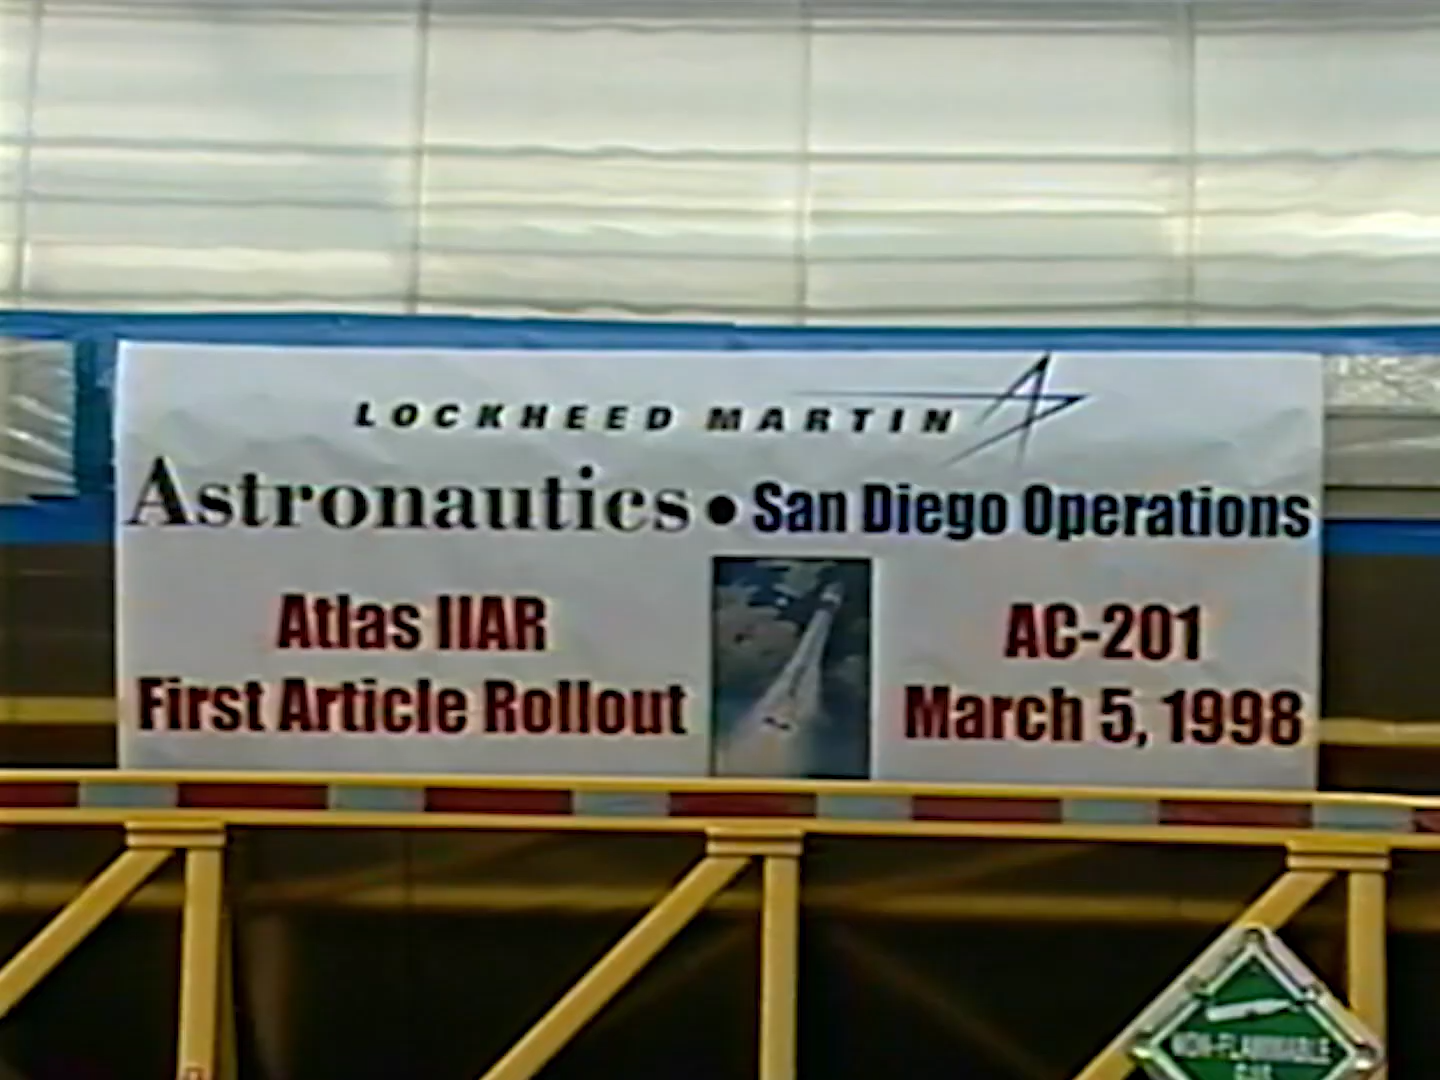 LOCKHEED MARTIN
Astronautics • San Diego Operations
Atlas IIAR
First Article Rollout
AC-201
March 5, 1998
NON-FLAMMABLE
GAS